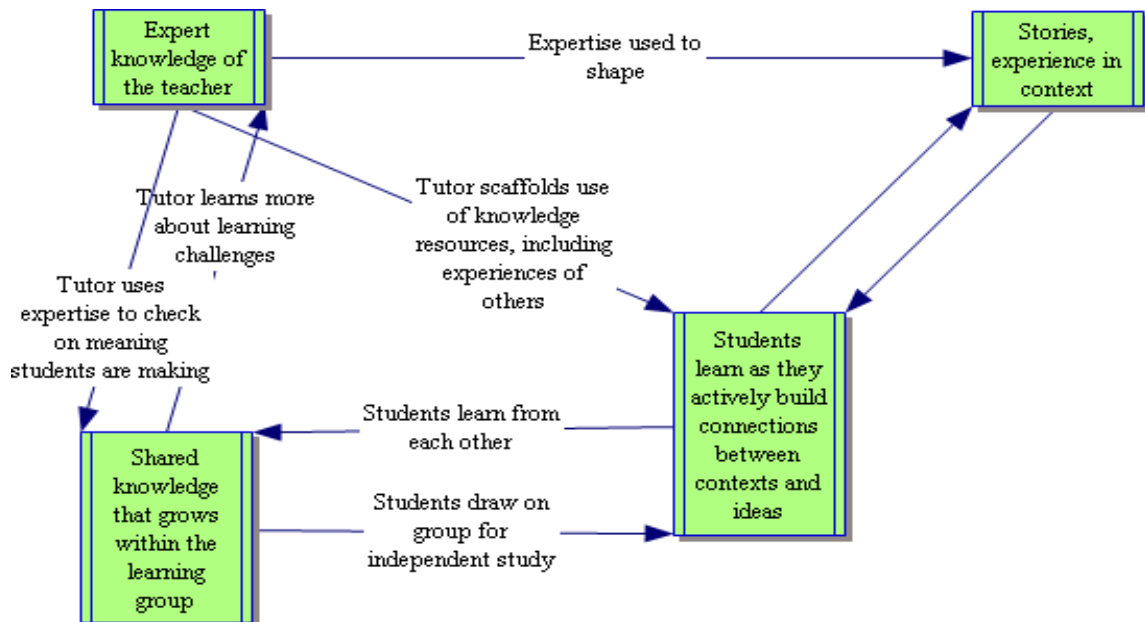 Expert
knowledge of
the teacher
Expertise used to
shape
Stories,
experience in
context
Tutor learns more
about learning
challenges
Tutor scaffolds use
of knowledge
resources, including
experiences of
others
Tutor uses
expertise to check
on meaning
students are making
Students
learn as they
actively build
connections
between
contexts and
ideas
Students learn from
each other
Shared
knowledge
that grows
within the
learning
group
Students draw on
group for
independent study